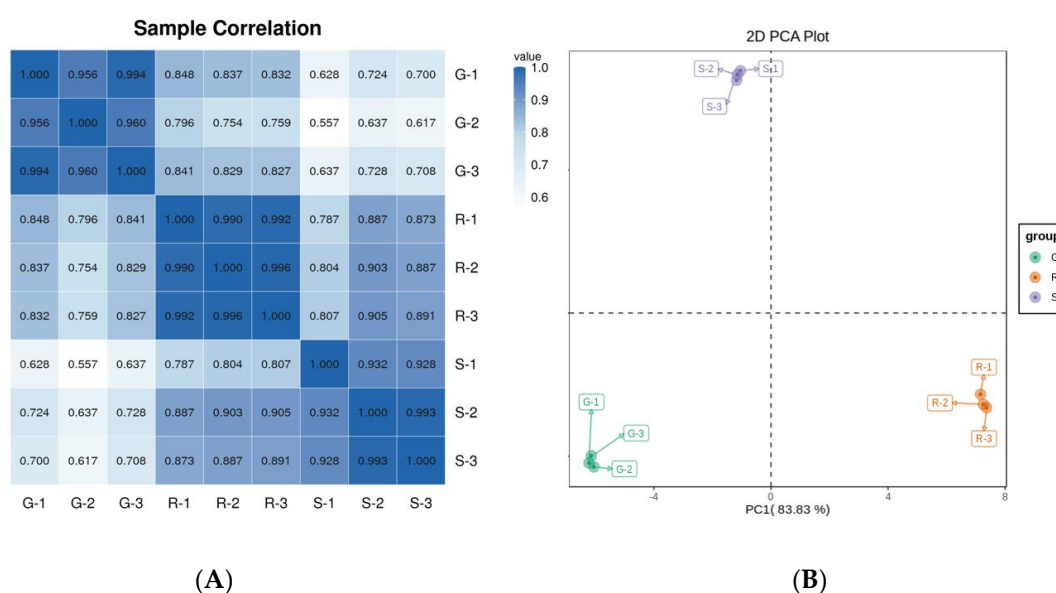 Sample Correlation
1.000 0.956 0.994 0.848 0.837 0.832 0.628 0.724 0.700 G-1
0.956 1.000 0.960 0.796 0.754 0.759 0.557 0.637 0.617 G-2
0.994 0.960 1.000 0.841 0.829 0.827 0.637 0.728 0.708 G-3
0.848 0.796 0.841 1.000 0.990 0.992 0.787 0.887 0.873 R-1
0.837 0.754 0.829 0.990 1.000 0.996 0.804 0.903 0.887 R-2
0.832 0.759 0.827 0.992 0.996 1.000 0.807 0.905 0.891 R-3
0.628 0.557 0.637 0.787 0.804 0.807 1.000 0.932 0.928 S-1
0.724 0.637 0.728 0.887 0.903 0.905 0.932 1.000 0.993 S-2
0.700 0.617 0.708 0.873 0.887 0.891 0.928 0.993 1.000 S-3
G-1 G-2 G-3 R-1 R-2 R-3 S-1 S-2 S-3
value
1.0
0.9
0.8
0.7
0.6
(A)
2D PCA Plot
S-2 S-1
S-3
R-1
R-2
R-3
G-1
G-3
G-2
-4 0 4 8
PC1( 83.83 %)
group
G
R
S
(B)